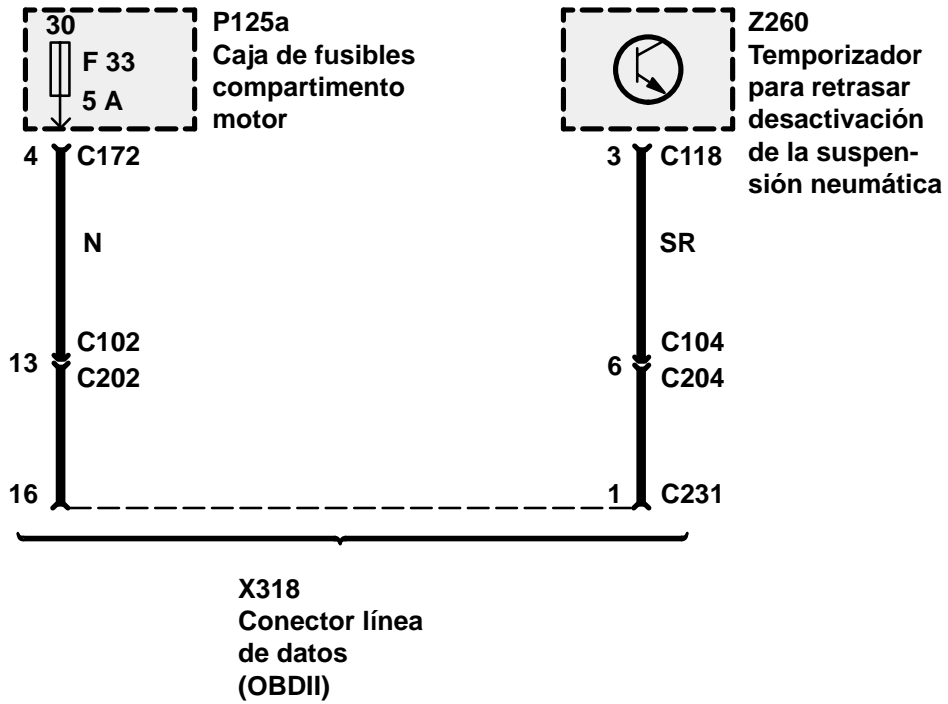 30
F 33
5 A
P125a
Caja de fusibles
compartimento
motor
Z260
Temporizador
para retrasar
desactivación
de la suspen-
sión neumática
4 C172
3 C118
N
SR
C102
13
C202
C104
6
C204
16
1 C231
X318
Conector línea
de datos
(OBDII)